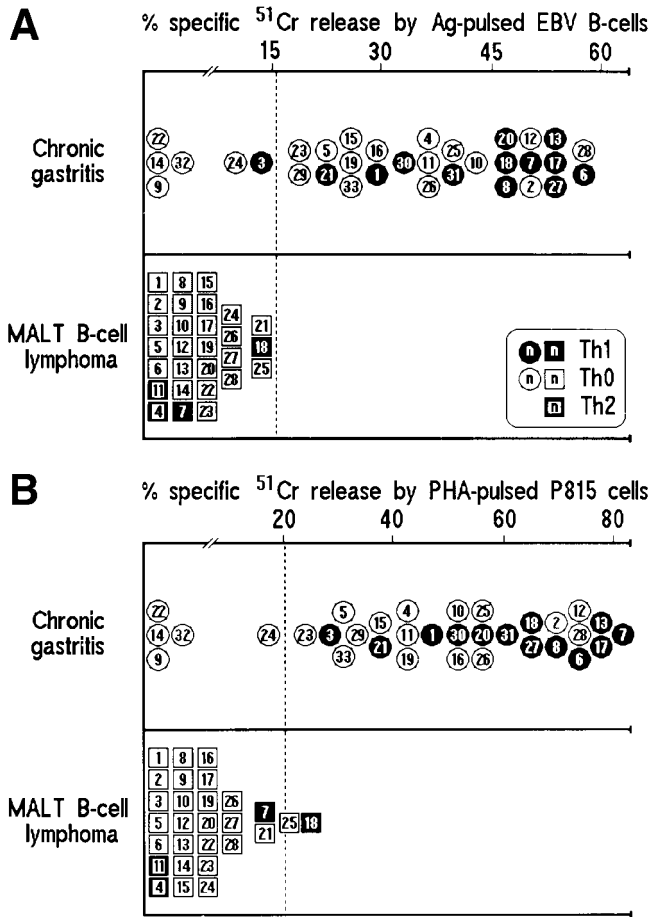 A
% specific ⁵¹Cr release by Ag-pulsed EBV B-cells
15 30 45 60
Chronic
gastritis
22 15 4 20 12 13
23 5 16 25 28
14 32 24 3 19 30 11 10 18 7 17
29 21 1 31 6
9 33 26 8 2 27
MALT B-cell
lymphoma
1 8 15
2 9 16
24
3 10 17 21
26
5 12 19 18
27
6 13 20 25
28
11 14 22
4 7 23
n n Th1
n n Th0
n Th2
B
% specific ⁵¹Cr release by PHA-pulsed P815 cells
20 40 60 80
Chronic
gastritis
22 5 4 10 25 12
15 18 2 13
14 32 24 23 3 29 11 1 30 20 31 28 7
21 27 8 17
9 33 19 16 26 6
MALT B-cell
lymphoma
1 8 16
2 9 17
3 10 19 26
7
5 12 20 27 25 18
21
6 13 22 28
11 14 23
4 15 24